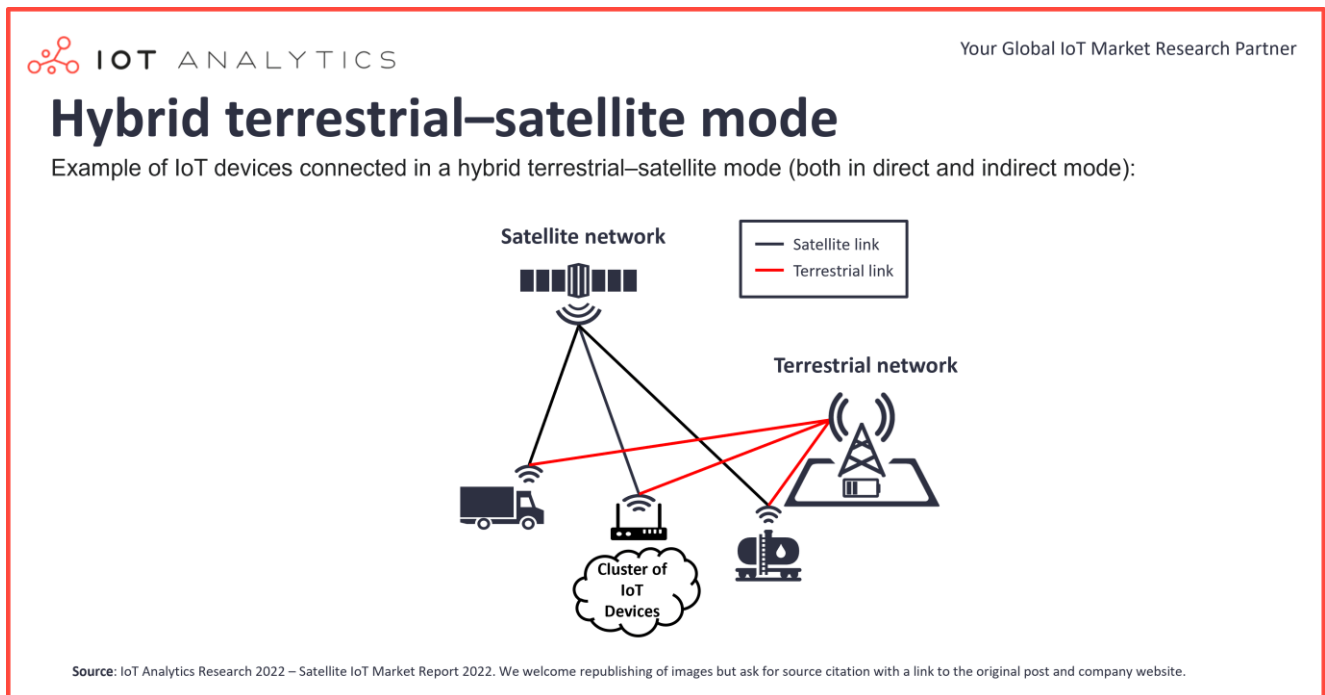 IOT ANALYTICS
Your Global IoT Market Research Partner
Hybrid terrestrial–satellite mode
Example of IoT devices connected in a hybrid terrestrial–satellite mode (both in direct and indirect mode):
Satellite network
Satellite link
Terrestrial link
Terrestrial network
Cluster of
IoT
Devices
Source: IoT Analytics Research 2022 – Satellite IoT Market Report 2022. We welcome republishing of images but ask for source citation with a link to the original post and company website.